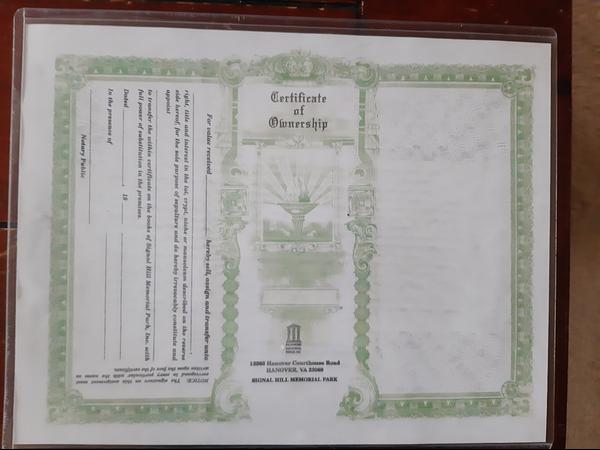 For value received hereby sell, assign and transfer unto
right, title and interest in the lot, crypt, niche or mausoleum described on the reverse
side hereof, for the sole purpose of sepulture and do hereby irrevocably constitute and
appoint
to transfer the within certificate on the books of Signal Hill Memorial Park, Inc. with
full power of substitution in the premises.
Dated , 19
In the presence of
Notary Public
NOTICE: The signature on this assignment must
correspond in every particular with the name as
written upon the face of the certificate.
Certificate
of
Ownership
12360 Hanover Courthouse Road
HANOVER, VA 23069
SIGNAL HILL MEMORIAL PARK